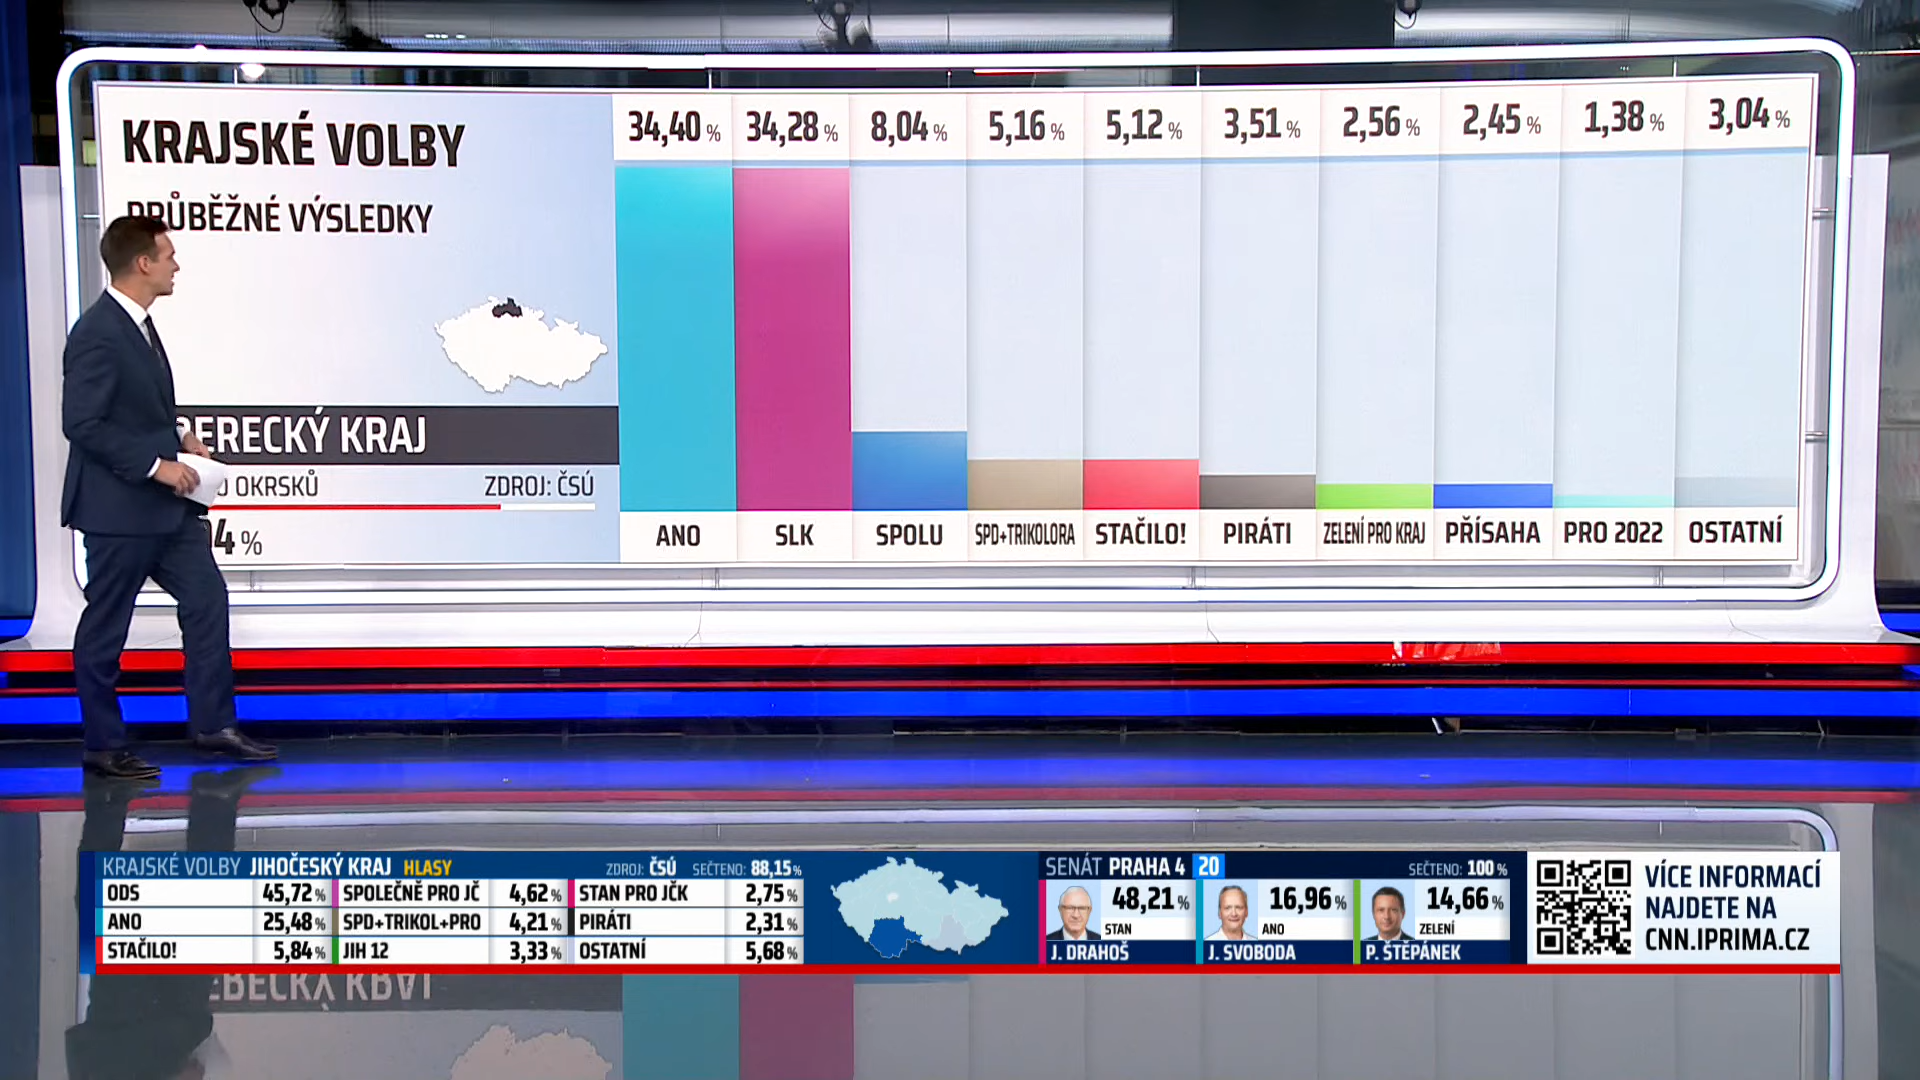 KRAJSKÉ VOLBY
PRŮBĚŽNÉ VÝSLEDKY
ERECKÝ KRAJ
OKRSKŮ
ZDROJ: ČSÚ
4 %
34,40 % 34,28 % 8,04 % 5,16 % 5,12 % 3,51 % 2,56 % 2,45 % 1,38 % 3,04 %
ANO SLK SPOLU SPD+TRIKOLORA STAČILO! PIRÁTI ZELENÍ PRO KRAJ PŘÍSAHA PRO 2022 OSTATNÍ
KRAJSKÉ VOLBY JIHOČESKÝ KRAJ HLASY ZDROJ: ČSÚ SEČTENO: 88,15%
ODS 45,72% SPOLEČNĚ PRO JČ 4,62% STAN PRO JČK 2,75%
ANO 25,48% SPD+TRIKOL+PRO 4,21% PIRÁTI 2,31%
STAČILO! 5,84% JIH 12 3,33% OSTATNÍ 5,68%
SENÁT PRAHA 4 20 SEČTENO: 100 %
48,21% 16,96% 14,66%
STAN ANO ZELENÍ
J. DRAHOŠ J. SVOBODA P. ŠTĚPÁNEK
VÍCE INFORMACÍ
NAJDETE NA
CNN.IPRIMA.CZ